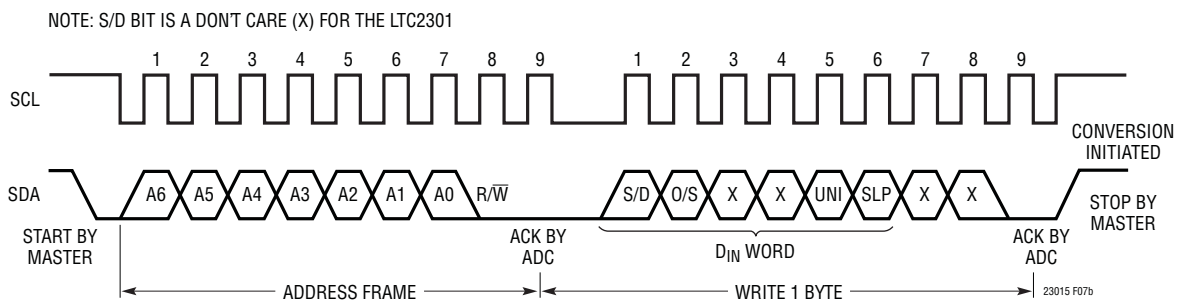 NOTE: S/D BIT IS A DON'T CARE (X) FOR THE LTC2301
1 2 3 4 5 6 7 8 9 1 2 3 4 5 6 7 8 9
SCL
CONVERSION
INITIATED
SDA A6 A5 A4 A3 A2 A1 A0 R/W̅ S/D O/S X X UNI SLP X X
STOP BY
MASTER
START BY
MASTER
ACK BY
ADC
DIN WORD
ACK BY
ADC
ADDRESS FRAME
WRITE 1 BYTE
23015 F07b